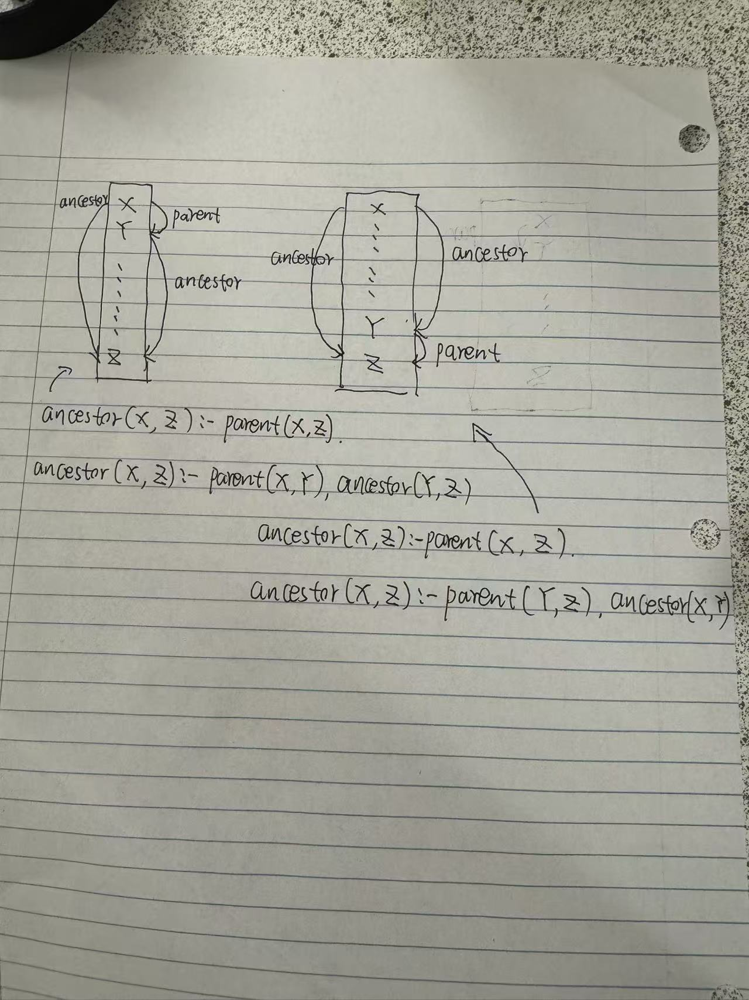 ancestor X parent
Y
ancestor
Z
X
ancestor ancestor
Y
Z parent
ancestor(X, Z):- parent(X,Z).
ancestor(X, Z):- parent(X,Y), ancestor(Y,Z)
ancestor(X,Z):-parent(X, Z).
ancestor(X,Z):-parent(Y,Z), ancestor(X,Y)